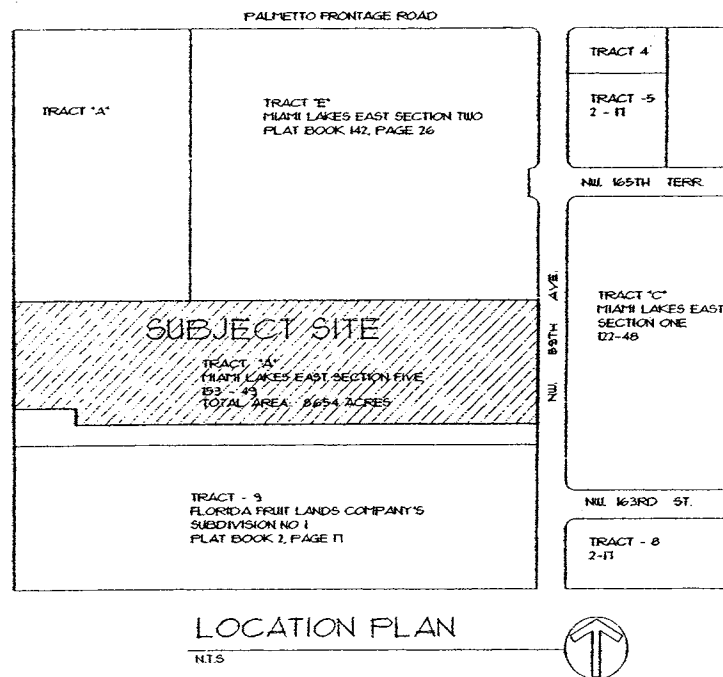 PALMETTO FRONTAGE ROAD
TRACT "A"
TRACT "E"
MIAMI LAKES EAST SECTION TWO
PLAT BOOK 142, PAGE 26
TRACT 4
TRACT -5
2 - 17
N.W. 165TH TERR.
N.W. 89TH AVE.
TRACT "C"
MIAMI LAKES EAST
SECTION ONE
122-48
SUBJECT SITE
TRACT "A"
MIAMI LAKES EAST SECTION FIVE
153 - 49
TOTAL AREA: 8.654 ACRES
N.W. 163RD ST.
TRACT - 9
FLORIDA FRUIT LANDS COMPANY'S
SUBDIVISION NO 1
PLAT BOOK 2, PAGE 17
TRACT - 8
2-17
LOCATION PLAN
N.T.S